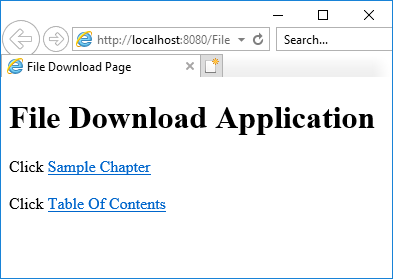 http://localhost:8080/File
Search...
File Download Page
File Download Application
Click Sample Chapter
Click Table Of Contents